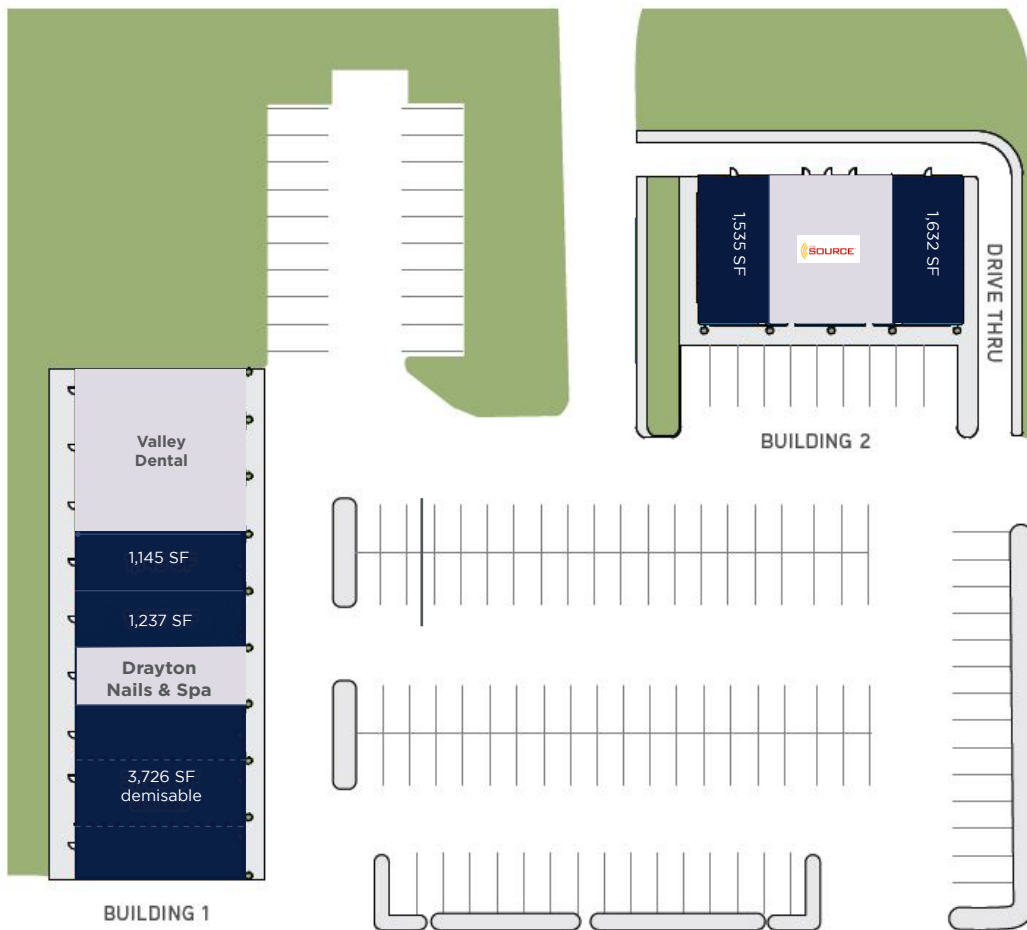 1,535 SF
SOURCE
1,632 SF
DRIVE THRU
BUILDING 2
Valley
Dental
1,145 SF
1,237 SF
Drayton
Nails & Spa
3,726 SF
demisable
BUILDING 1